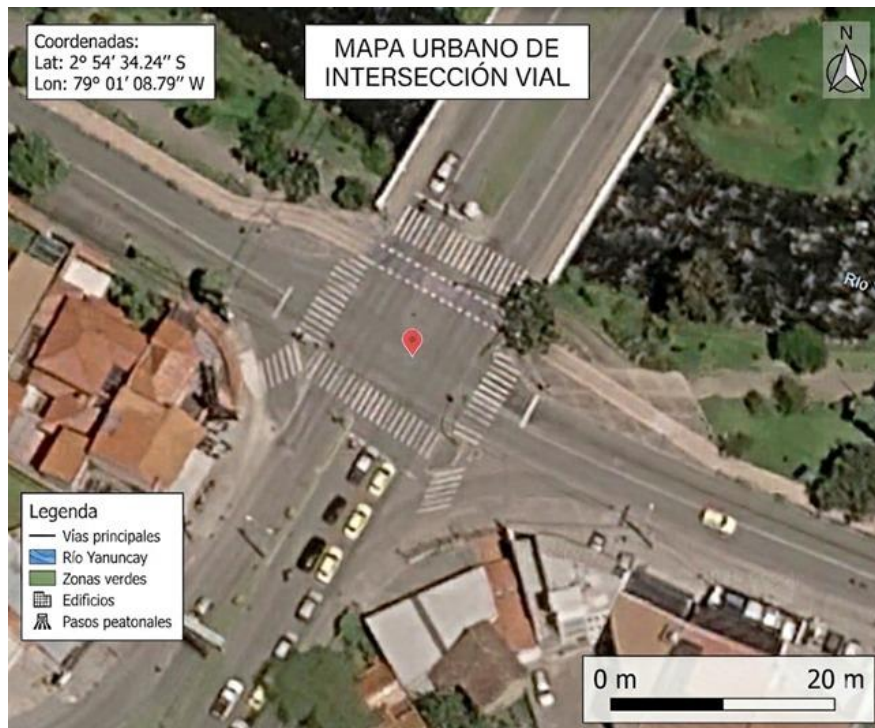 Coordenadas:
Lat: 2° 54′ 34.24″ S
Lon: 79° 01′ 08.79″ W
MAPA URBANO DE
INTERSECCIÓN VIAL
N
Río
Legenda
Vías principales
Río Yanuncay
Zonas verdes
Edificios
Pasos peatonales
0 m 20 m